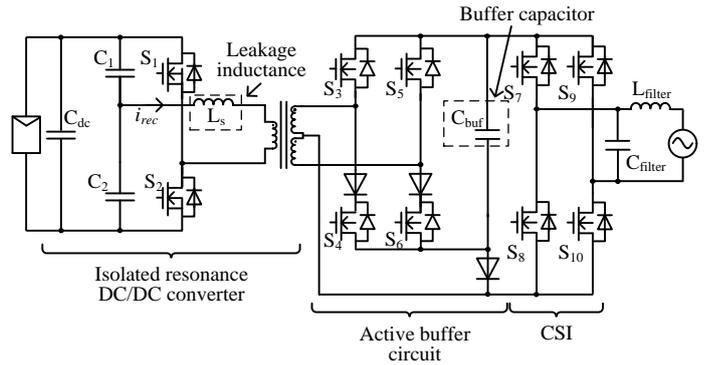 Buffer capacitor
C1
S1
Leakage
inductance
S3
S5
S7
S9
Lfilter
Cdc
irec
Ls
Cbuf
Cfilter
C2
S2
S4
S6
S8
S10
Isolated resonance
DC/DC converter
Active buffer
circuit
CSI